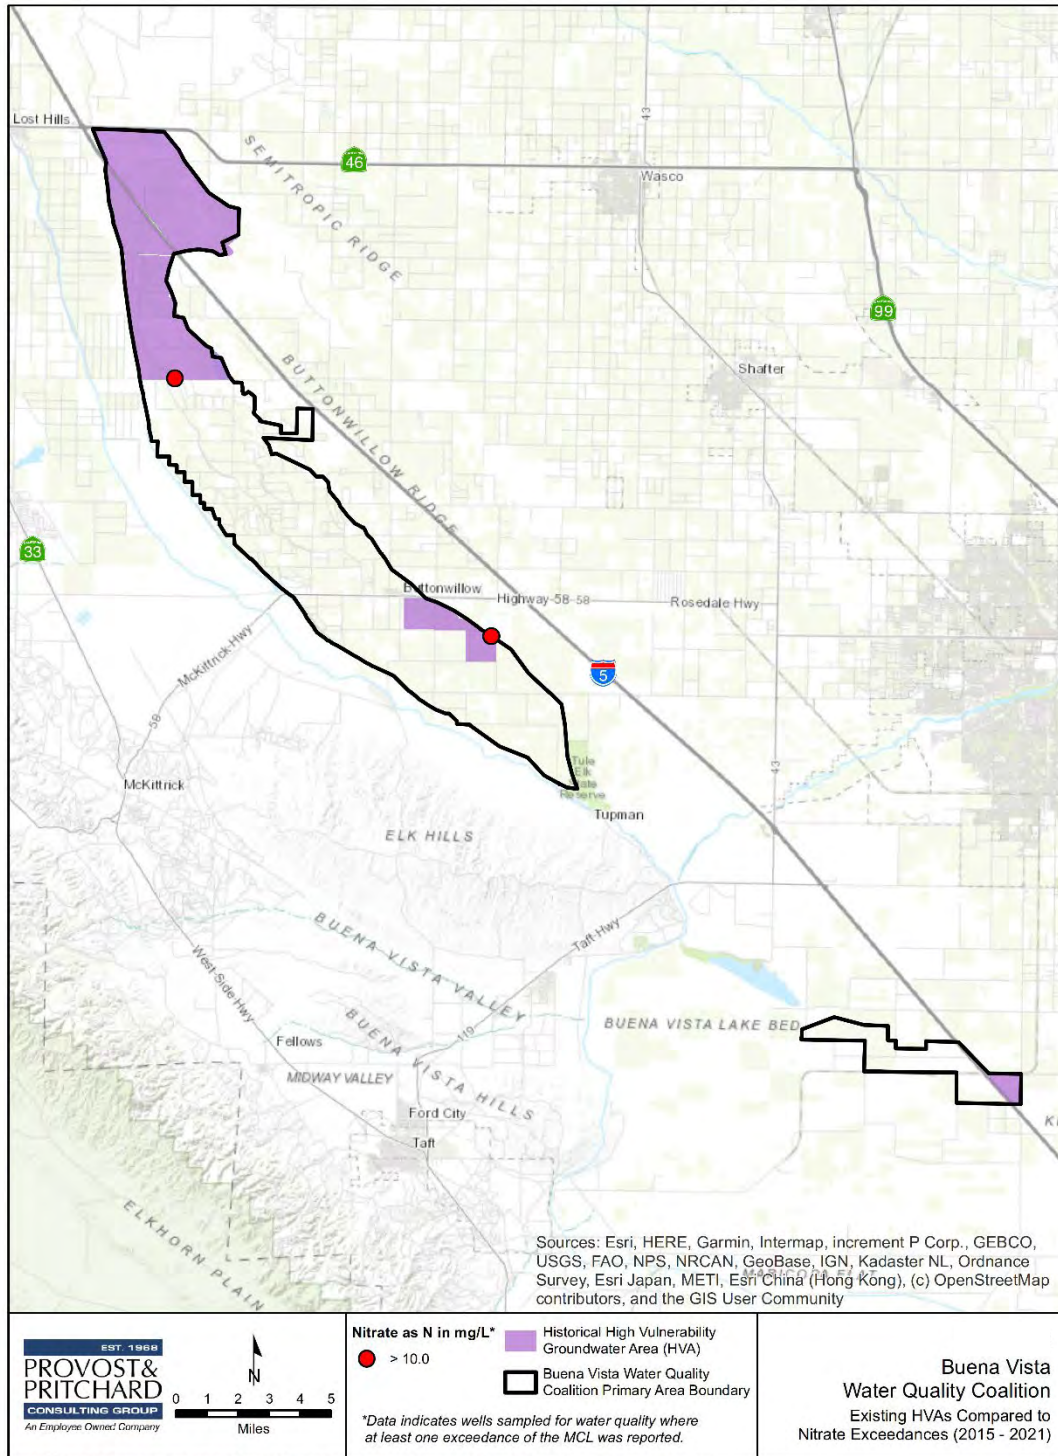 Lost Hills
SEMITROPIC RIDGE
46
43
Wasco
99
Shafter
BUTTONWILLOW RIDGE
33
Buttonwillow
Highway-58-58
Rosedale Hwy
McKittrick-Hwy
5
58
43
McKittrick
Tule
Elk
State
Reserve
Tupman
ELK HILLS
BUENA VISTA VALLEY
Taft-Hwy
West-Side Hwy
119
BUENA VISTA LAKE BED
Fellows
BUENA VISTA HILLS
MIDWAY VALLEY
Ford City
Taft
ELKHORN PLAIN
MARICOPA FLAT
Sources: Esri, HERE, Garmin, Intermap, increment P Corp., GEBCO,
USGS, FAO, NPS, NRCAN, GeoBase, IGN, Kadaster NL, Ordnance
Survey, Esri Japan, METI, Esri China (Hong Kong), (c) OpenStreetMap
contributors, and the GIS User Community
EST. 1968
PROVOST&
PRITCHARD
CONSULTING GROUP
An Employee Owned Company
N
0 1 2 3 4 5
Miles
Nitrate as N in mg/L*
> 10.0
Historical High Vulnerability
Groundwater Area (HVA)
Buena Vista Water Quality
Coalition Primary Area Boundary
*Data indicates wells sampled for water quality where
at least one exceedance of the MCL was reported.
Buena Vista
Water Quality Coalition
Existing HVAs Compared to
Nitrate Exceedances (2015 - 2021)